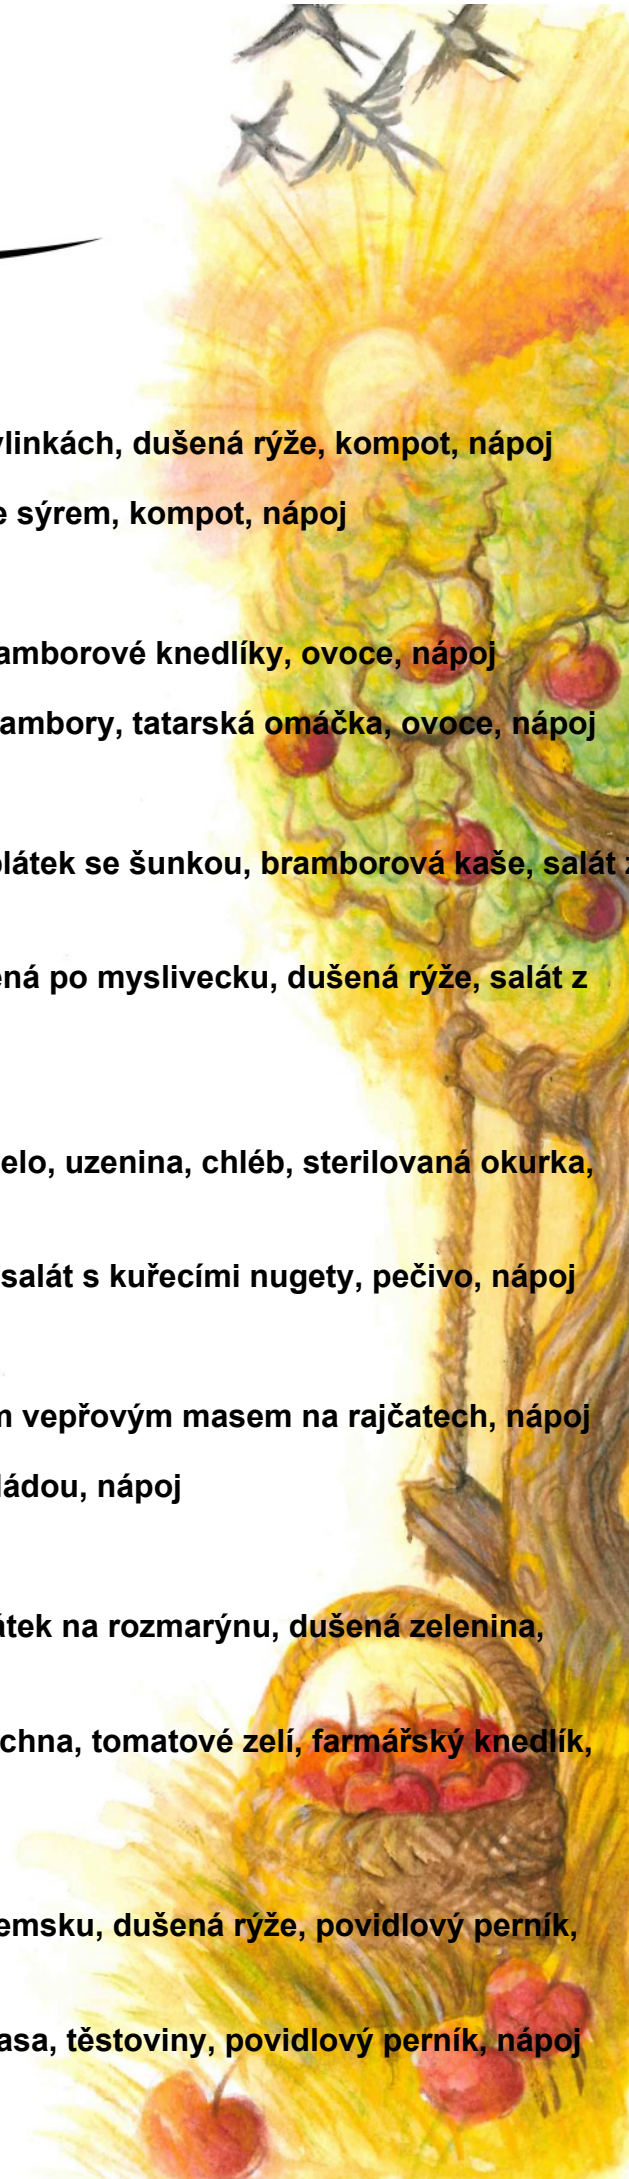 ylinkách, dušená rýže, kompot, nápoj
e sýrem, kompot, nápoj
amborové knedlíky, ovoce, nápoj
ambory, tatarská omáčka, ovoce, nápoj
plátek se šunkou, bramborová kaše, salát z
ená po myslivecku, dušená rýže, salát z
elo, uzenina, chléb, sterilovaná okurka,
salát s kuřecími nugety, pečivo, nápoj
m vepřovým masem na rajčatech, nápoj
ládou, nápoj
átek na rozmarýnu, dušená zelenina,
chna, tomatové zelí, farmářský knedlík,
emsku, dušená rýže, povidlový perník,
asa, těstoviny, povidlový perník, nápoj